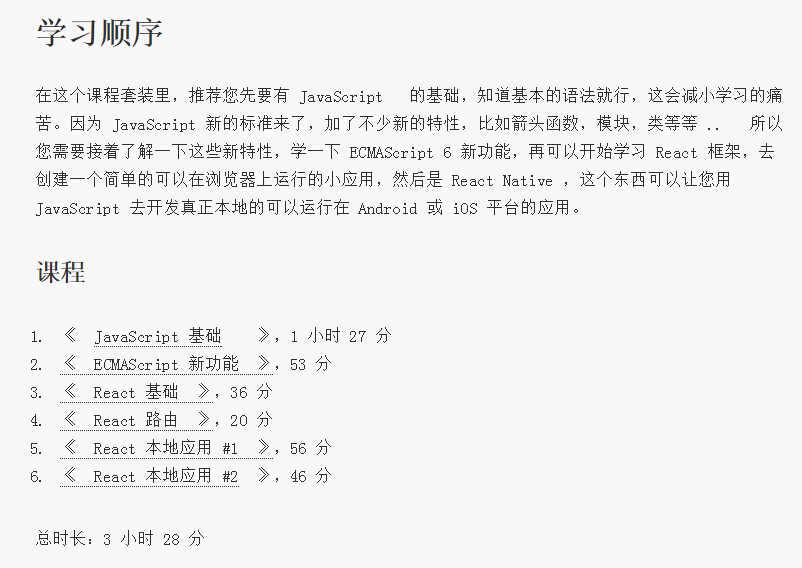 学习顺序
在这个课程套装里，推荐您先要有 JavaScript 的基础，知道基本的语法就行，这会减小学习的痛
苦。因为 JavaScript 新的标准来了，加了不少新的特性，比如箭头函数，模块，类等等 .. 所以
您需要接着了解一下这些新特性，学一下 ECMAScript 6 新功能，再可以开始学习 React 框架，去
创建一个简单的可以在浏览器上运行的小应用，然后是 React Native ，这个东西可以让您用
JavaScript 去开发真正本地的可以运行在 Android 或 iOS 平台的应用。
课程
1. 《 JavaScript 基础 》，1 小时 27 分
2. 《 ECMAScript 新功能 》，53 分
3. 《 React 基础 》，36 分
4. 《 React 路由 》，20 分
5. 《 React 本地应用 #1 》，56 分
6. 《 React 本地应用 #2 》，46 分
总时长：3 小时 28 分